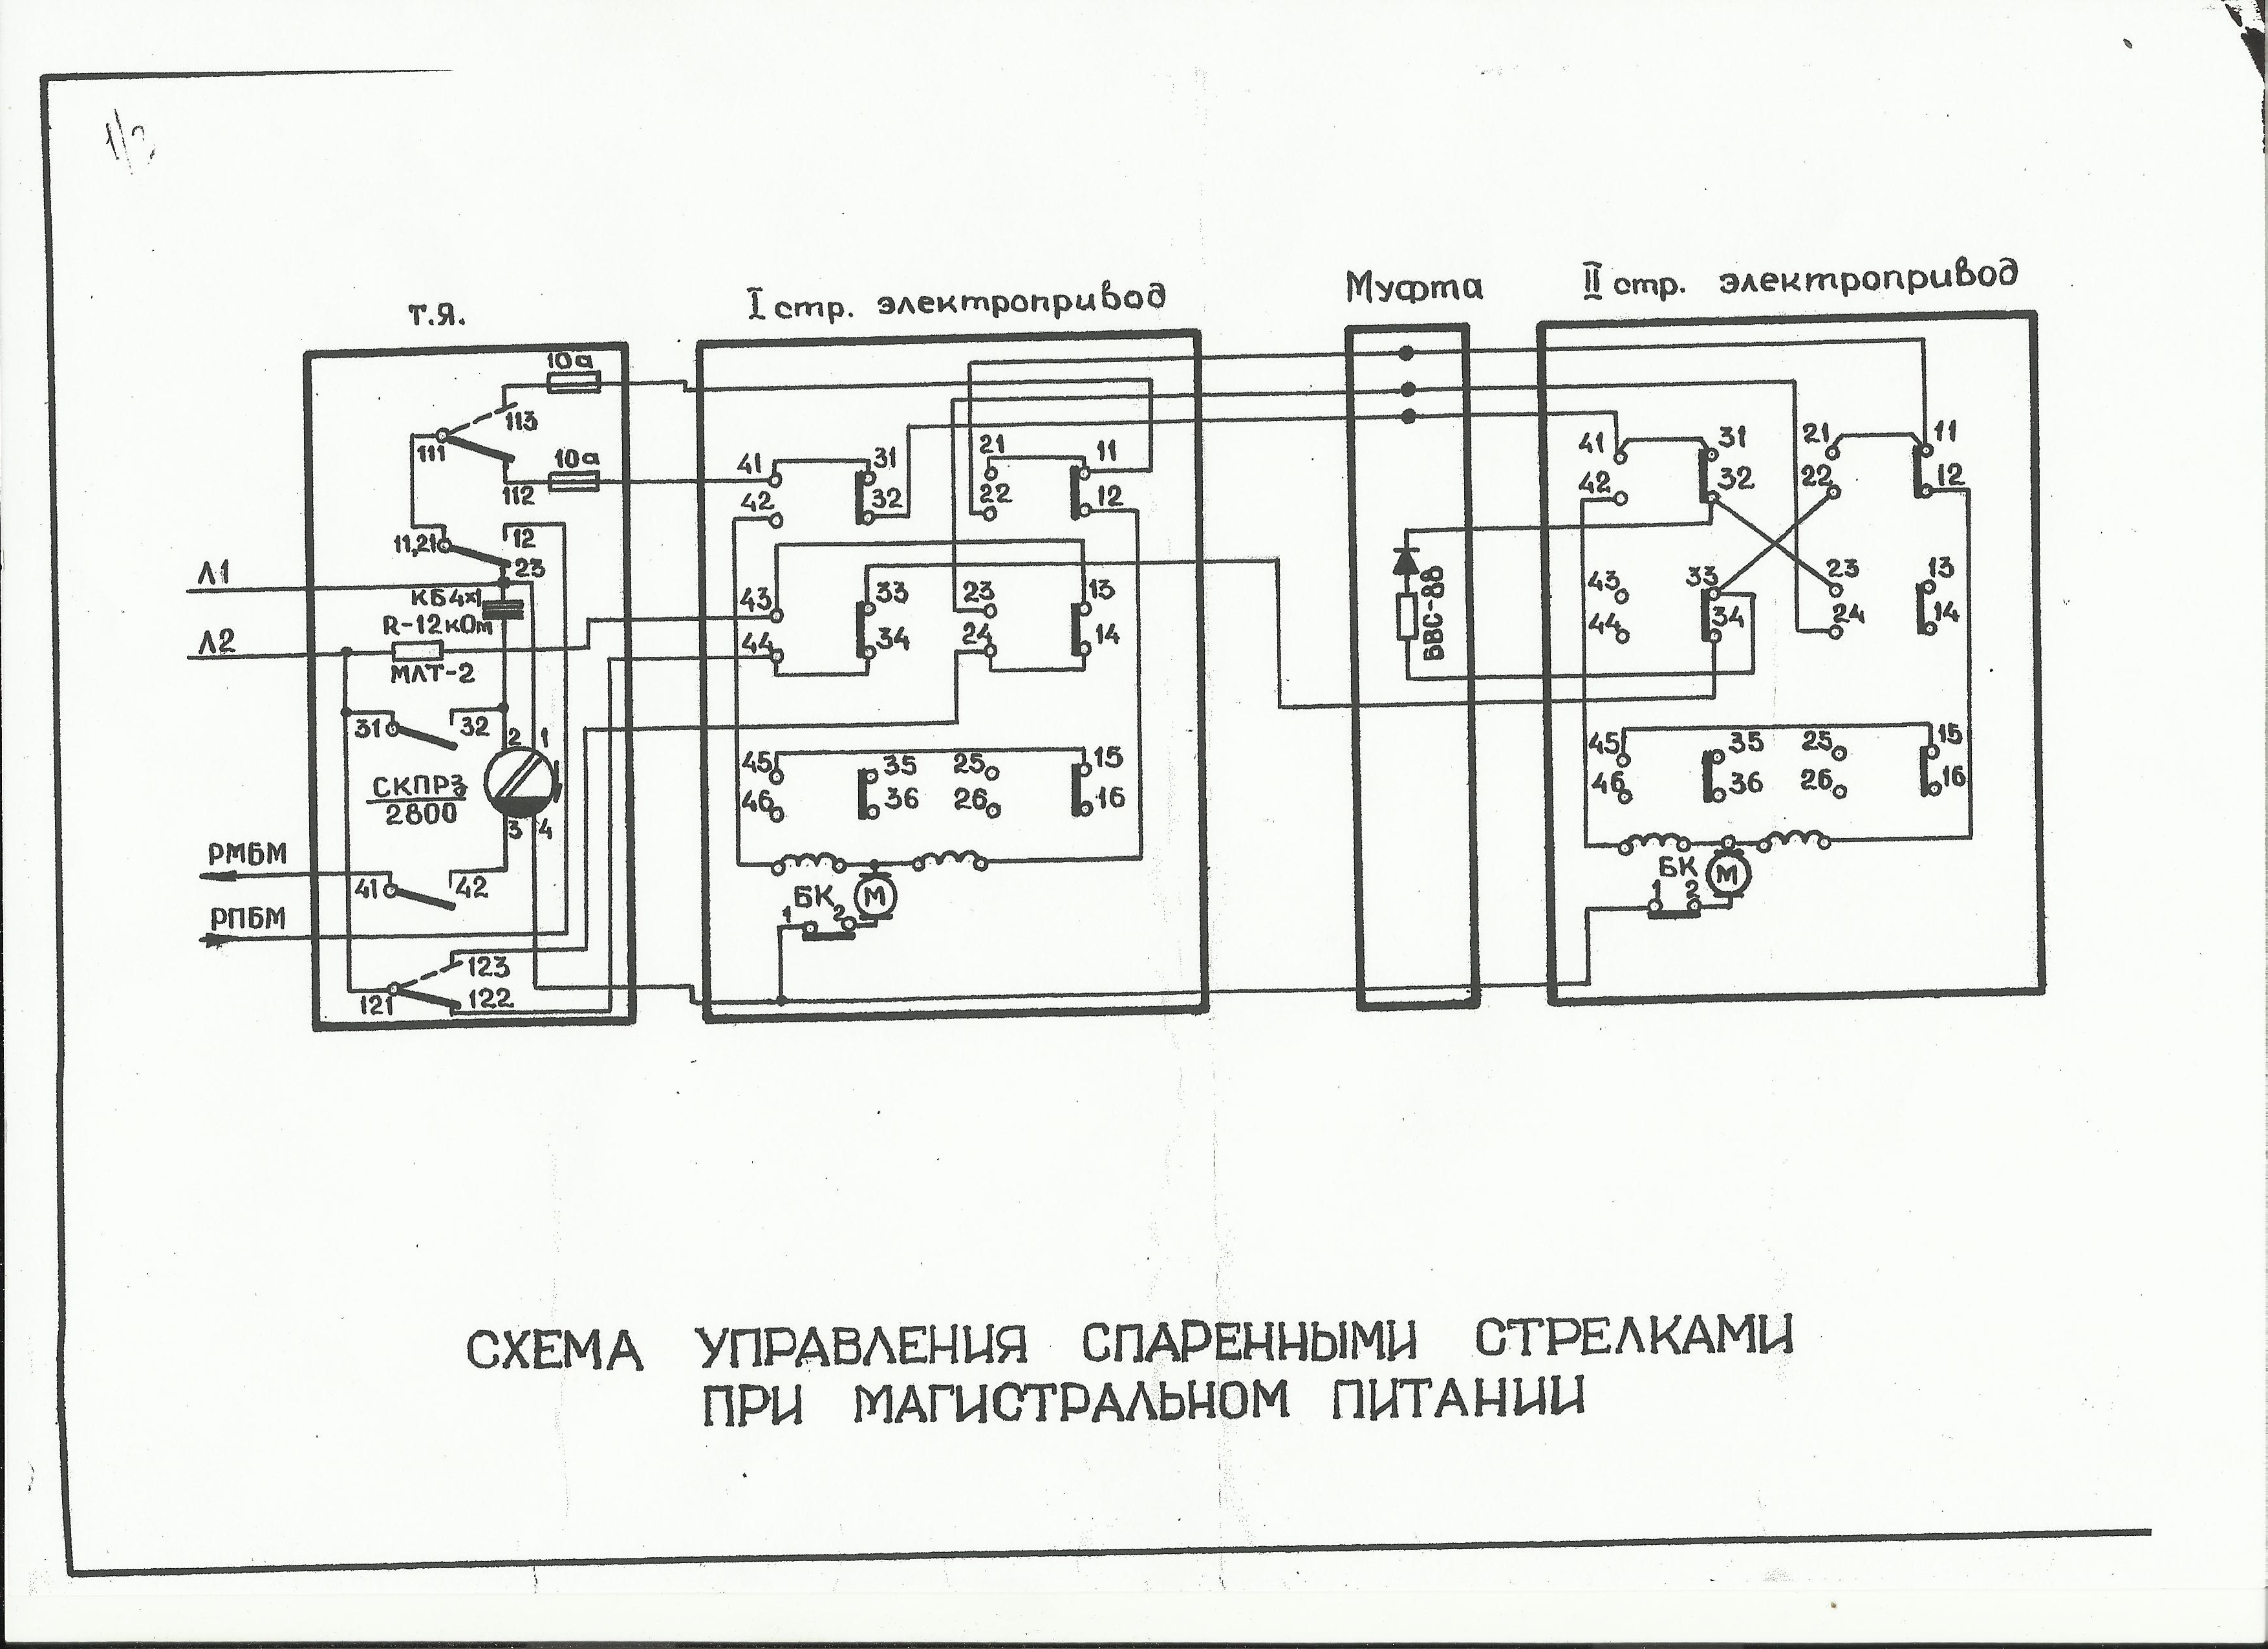 1/2
Т.Я.
I стр. электропривод
Муфта
II стр. электропривод
10а
113
111
10а
112
11,21
12
23
Л1
КБ4х1
R-12кОм
Л2
МЛТ-2
31
32
2 1
СКПРз
2800
3 4
РМБМ
41
42
РПБМ
123
121
122
41 31 21 11
42 32 22 12
43 33 23 13
44 34 24 14
45 35 25 15
46 36 26 16
БК
М
1 2
БВС-88
41 31 21 11
42 32 22 12
43 33 23 13
44 34 24 14
45 35 25 15
46 36 26 16
БК
М
1 2
СХЕМА УПРАВЛЕНИЯ СПАРЕННЫМИ СТРЕЛКАМИ
ПРИ МАГИСТРАЛЬНОМ ПИТАНИИ